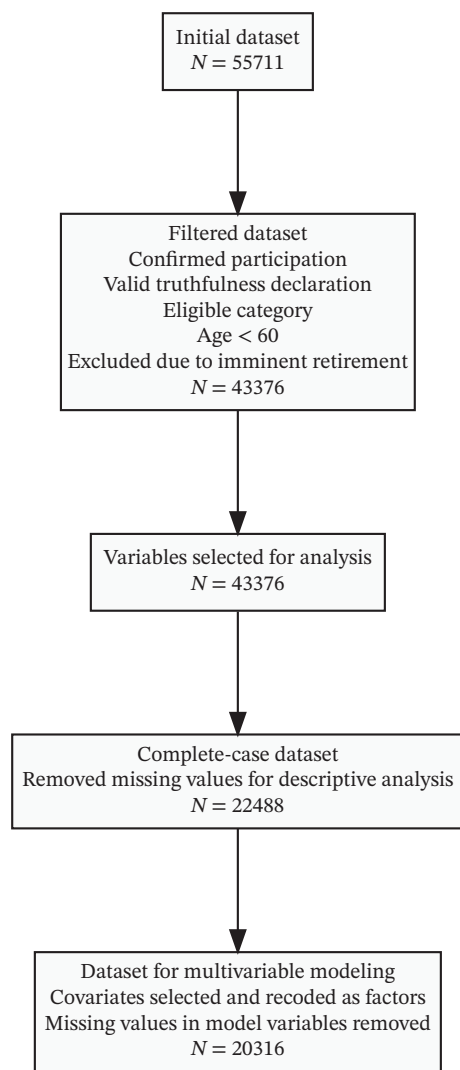 Initial dataset
N = 55711
Filtered dataset
Confirmed participation
Valid truthfulness declaration
Eligible category
Age < 60
Excluded due to imminent retirement
N = 43376
Variables selected for analysis
N = 43376
Complete-case dataset
Removed missing values for descriptive analysis
N = 22488
Dataset for multivariable modeling
Covariates selected and recoded as factors
Missing values in model variables removed
N = 20316